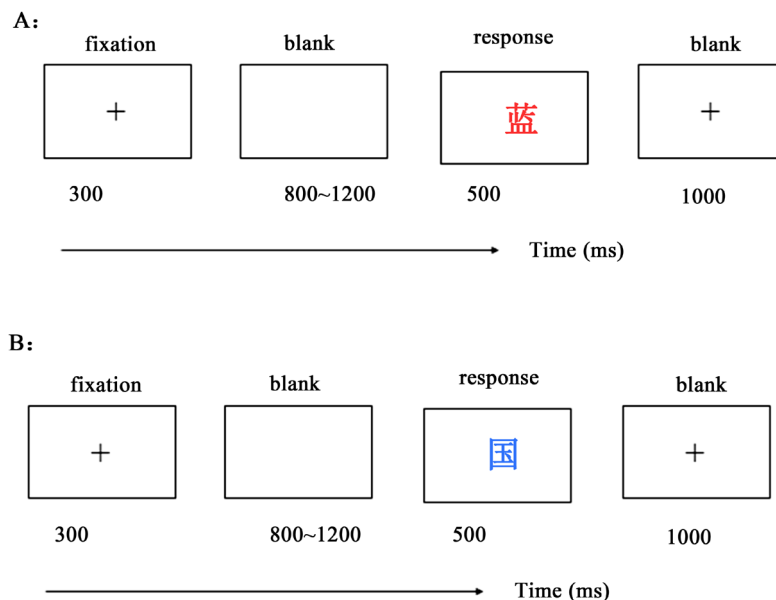 A：
fixation blank response blank
+ 蓝 +
300 800~1200 500 1000
Time (ms)
B：
fixation blank response blank
+ 国 +
300 800~1200 500 1000
Time (ms)